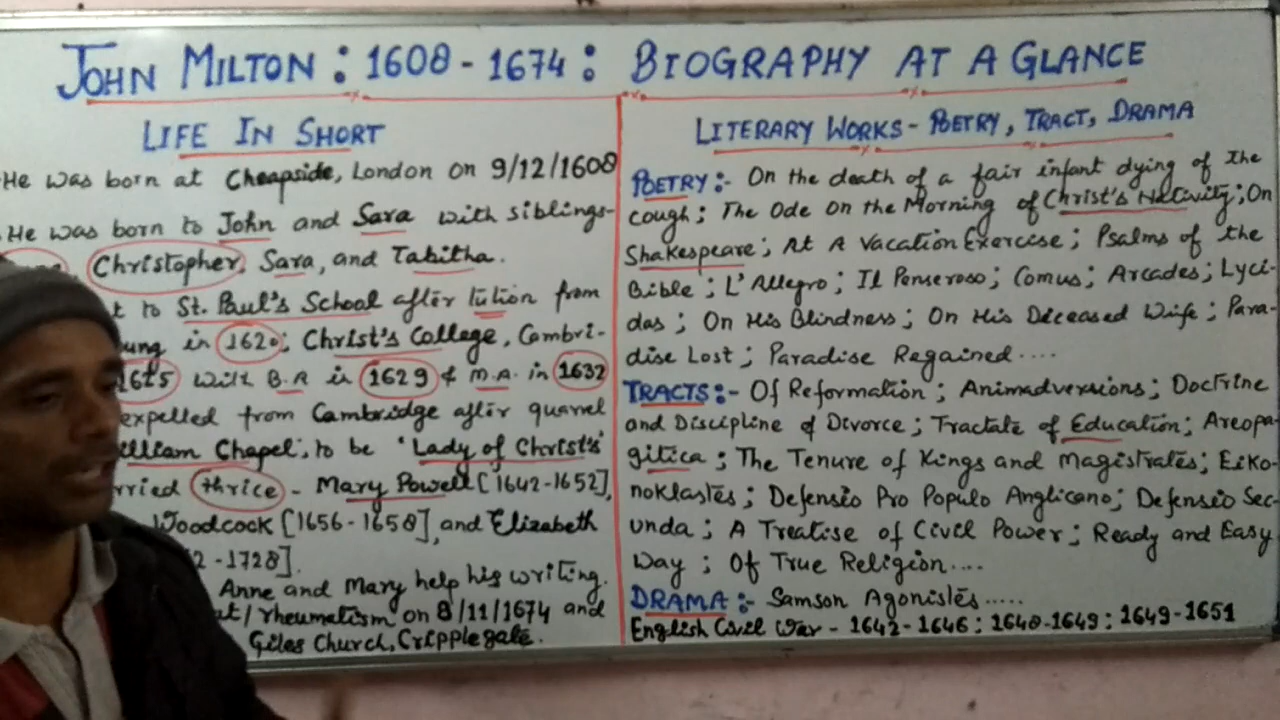 JOHN MILTON : 1608 - 1674 : BIOGRAPHY AT A GLANCE
LIFE IN SHORT
He was born at Cheapside, London on 9/12/1608
He was born to John and Sara with siblings-
Christopher, Sara, and Tabitha.
t to St. Paul's School after tution from
ung in 1620; Christ's College, Cambri-
1625 with B.A in 1629 & M.A. in 1632
expelled from Cambridge after quarrel
illiam Chapel; to be 'Lady of Christ's'
rried thrice - Mary Powell [1642-1652],
Woodcock [1656-1658], and Elizabeth
2 -1728].
Anne and Mary help his writing.
at/rheumatism on 8/11/1674 and
Giles Church, Cripplegate.
LITERARY WORKS - POETRY, TRACT, DRAMA
POETRY :- On the death of a fair infant dying of the
cough ; The Ode on the Morning of Christ's Nativity ; On
Shakespeare ; At A Vacation Exercise ; Psalms of the
Bible ; L'Allegro ; Il Penseroso ; Comus ; Arcades ; Lyci-
das ; On His Blindness ; On His Deceased Wife ; Para-
dise Lost ; Paradise Regained ....
TRACTS :- Of Reformation ; Animadversions ; Doctrine
and Discipline of Divorce ; Tractate of Education ; Areopa-
gitica ; The Tenure of Kings and Magistrates ; Eiko-
noklastes ; Defensio Pro Populo Anglicano ; Defensio Sec-
unda ; A Treatise of Civil Power ; Ready and Easy
Way ; Of True Religion ....
DRAMA :- Samson Agonistes .....
English Civil War - 1642-1646 : 1648-1649 : 1649-1651